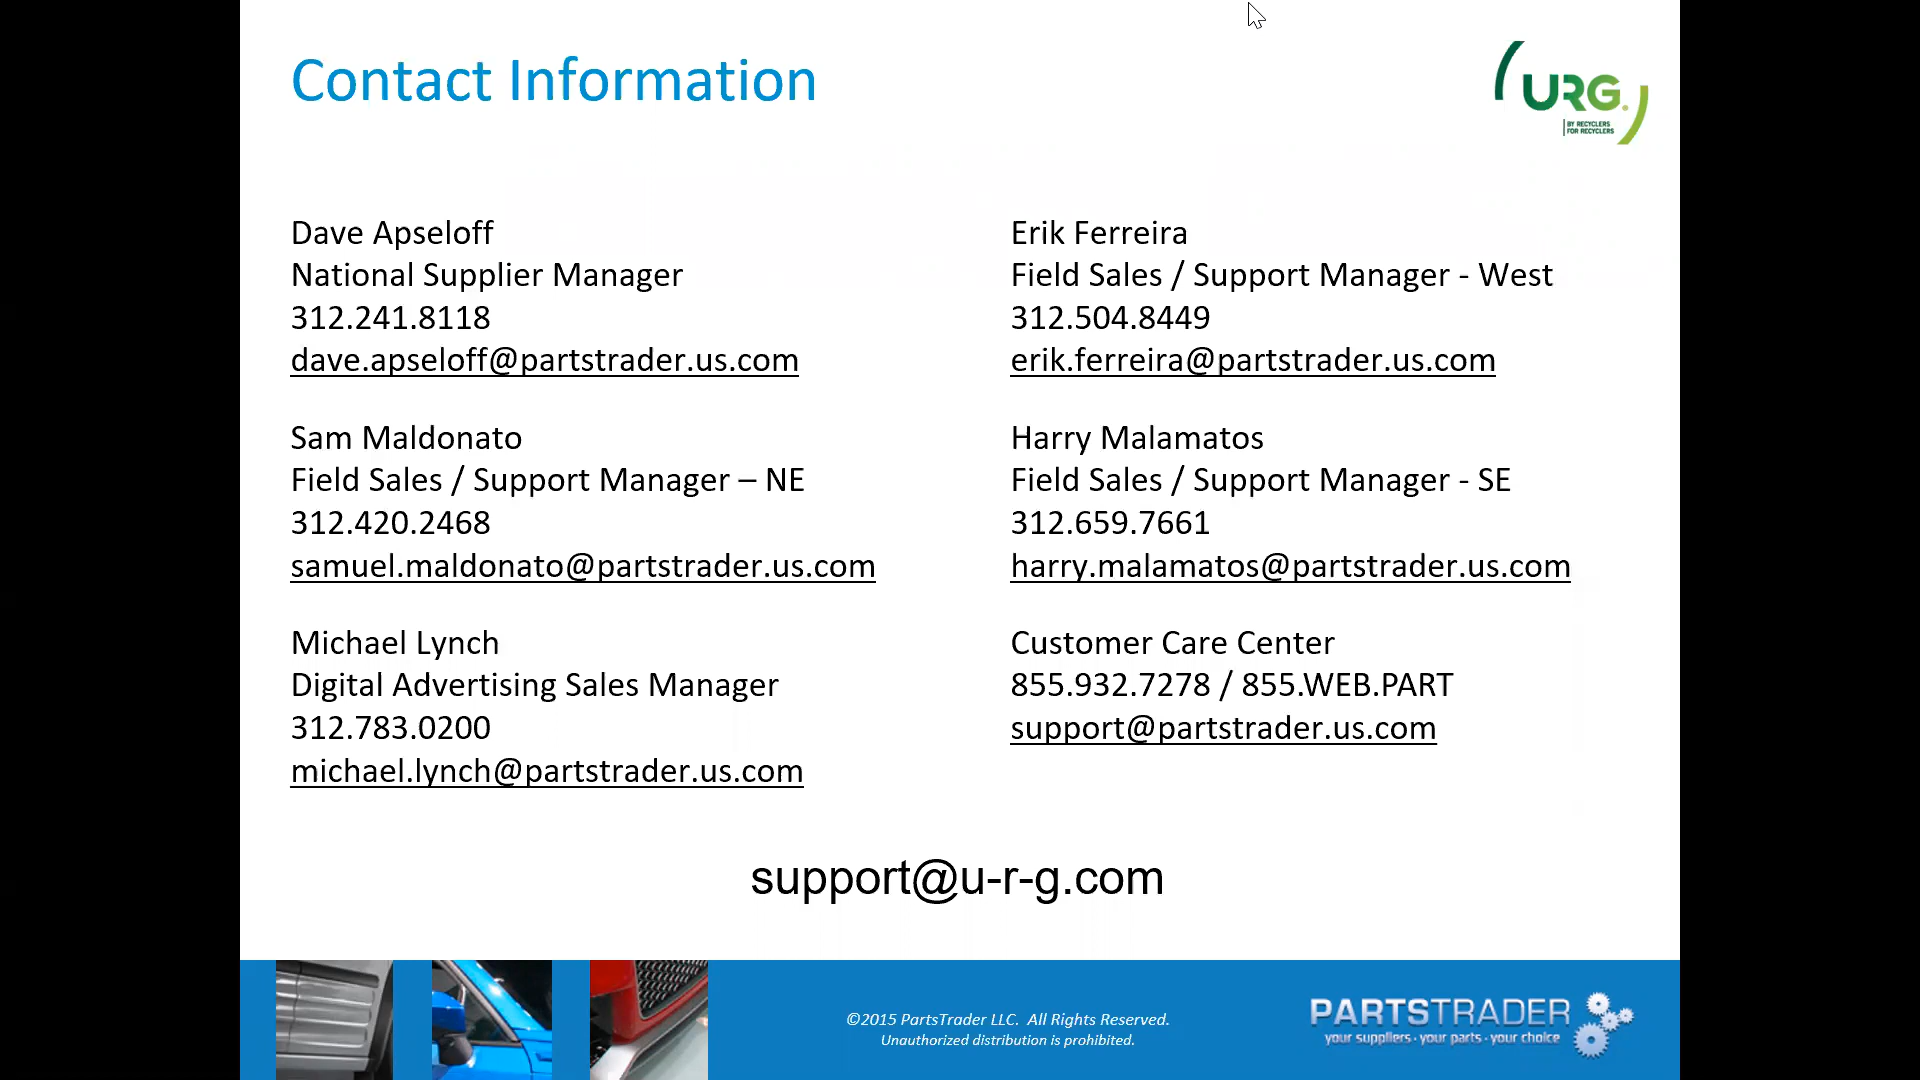 Contact Information
URG.
BY RECYCLERS
FOR RECYCLERS
Dave Apseloff
National Supplier Manager
312.241.8118
dave.apseloff@partstrader.us.com
Sam Maldonato
Field Sales / Support Manager – NE
312.420.2468
samuel.maldonato@partstrader.us.com
Michael Lynch
Digital Advertising Sales Manager
312.783.0200
michael.lynch@partstrader.us.com
Erik Ferreira
Field Sales / Support Manager - West
312.504.8449
erik.ferreira@partstrader.us.com
Harry Malamatos
Field Sales / Support Manager - SE
312.659.7661
harry.malamatos@partstrader.us.com
Customer Care Center
855.932.7278 / 855.WEB.PART
support@partstrader.us.com
support@u-r-g.com
©2015 PartsTrader LLC. All Rights Reserved.
Unauthorized distribution is prohibited.
PARTSTRADER
your suppliers · your parts · your choice